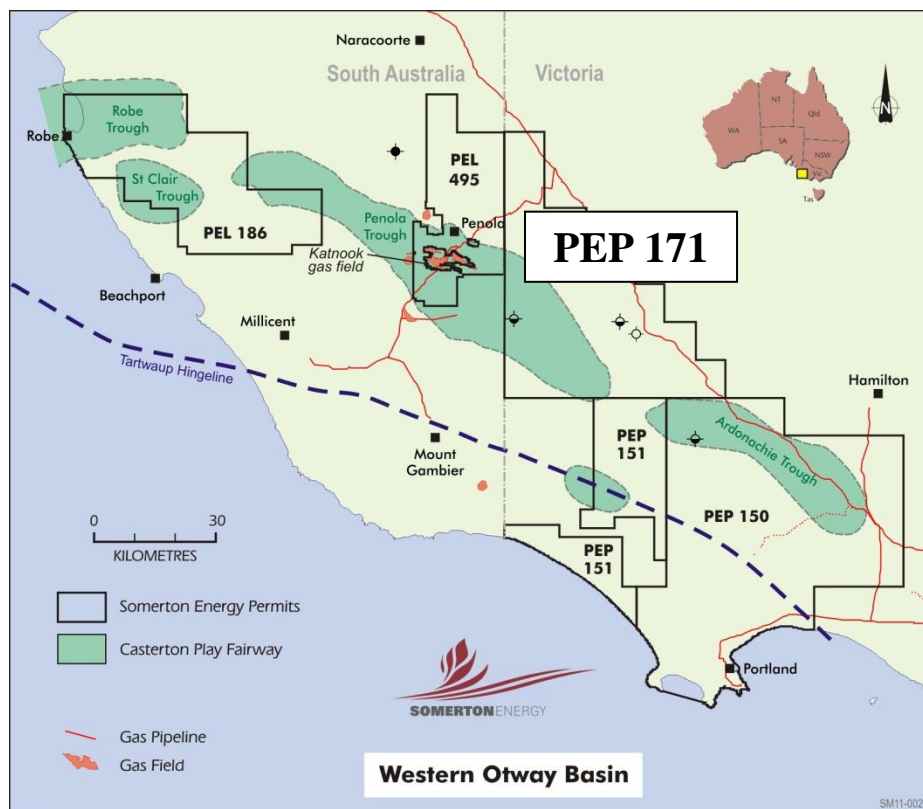 Naracoorte
South Australia
Victoria
NT
Qld
WA
SA
NSW
Vic
Tas
N
Robe
Trough
Robe
St Clair
Trough
PEL
495
PEL 186
Penola
Trough
Penola
PEP 171
Katnook
gas field
Beachport
Millicent
Tartwaup Hingeline
Hamilton
Mount
Gambier
PEP
151
Ardonachie Trough
PEP 150
PEP
151
0 30
KILOMETRES
Somerton Energy Permits
Casterton Play Fairway
Portland
SOMERTON ENERGY
Gas Pipeline
Gas Field
Western Otway Basin
SM11-002